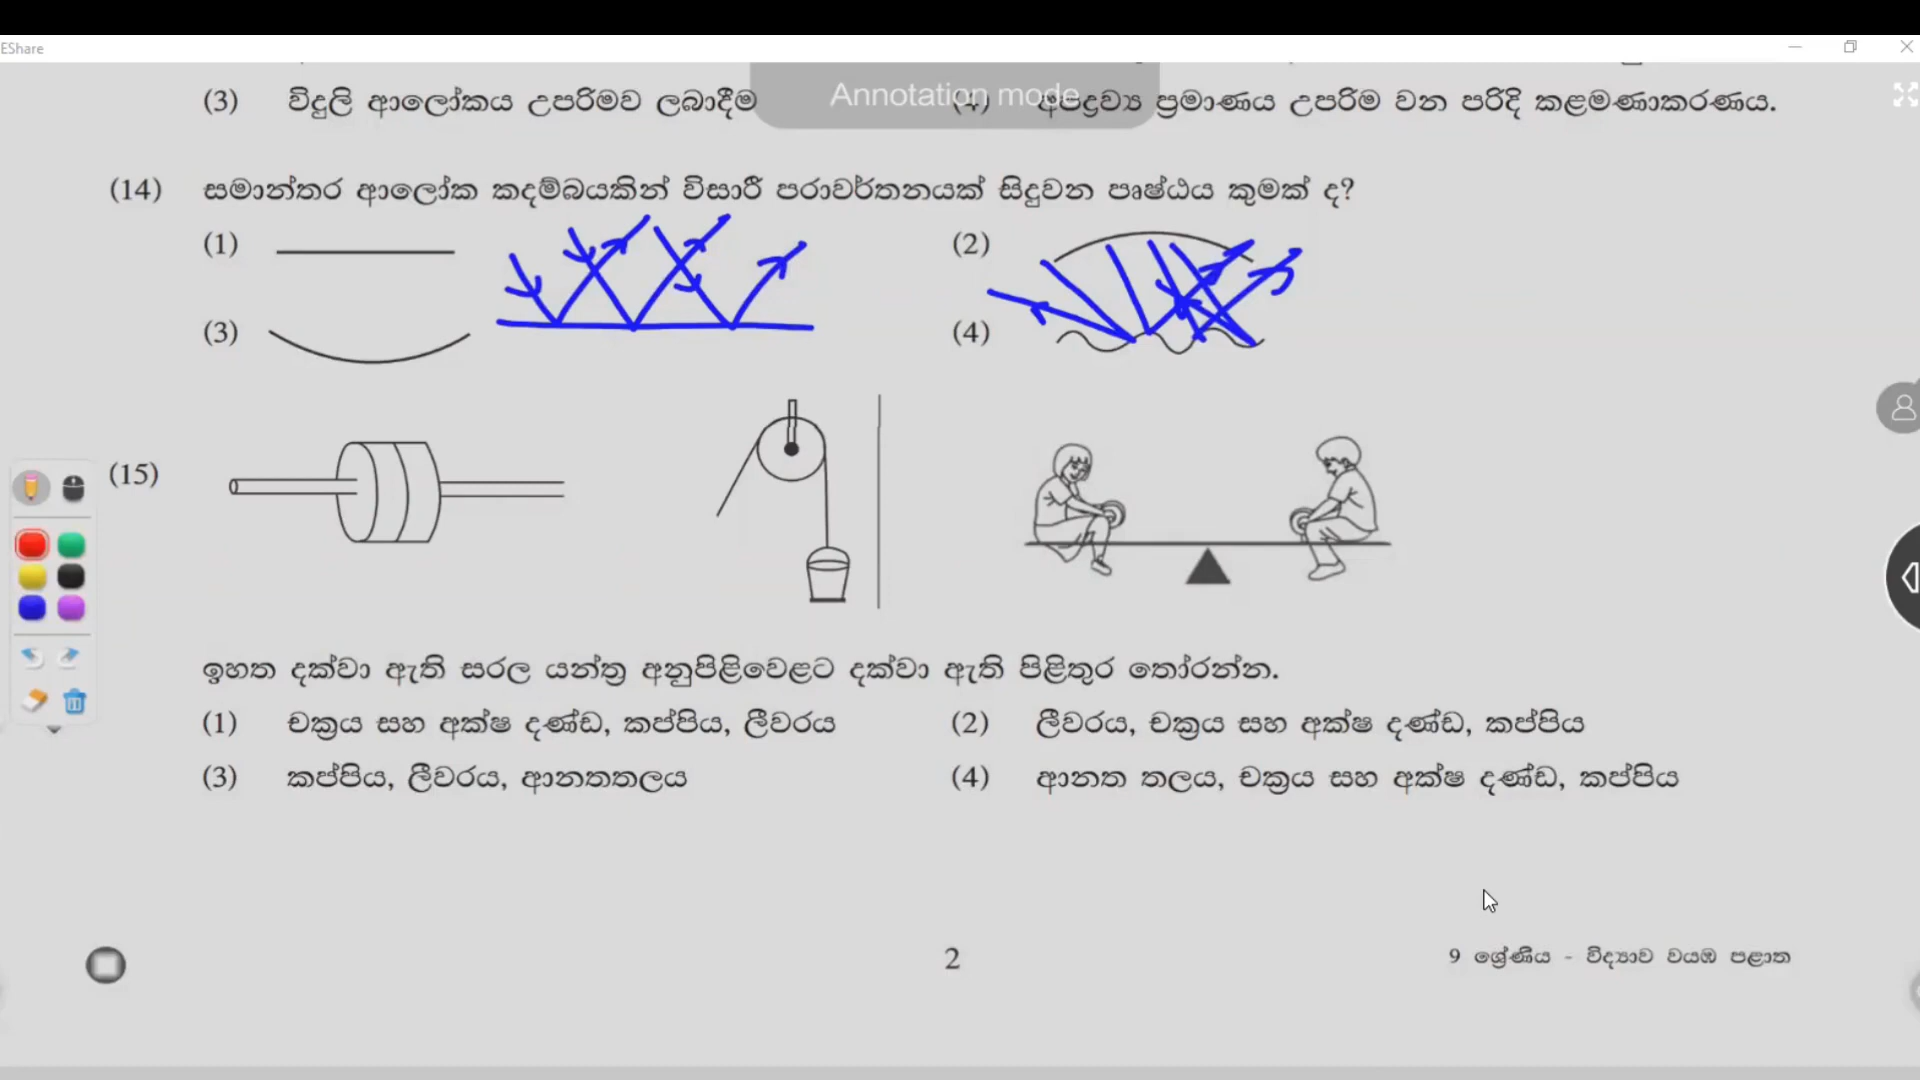 EShare
Annotation mode
(3) විදුලි ආලෝකය උපරිමව ලබාදීම (4) අපද්‍රව්‍ය ප්‍රමාණය උපරිම වන පරිදි කළමණාකරණය.
(14) සමාන්තර ආලෝක කදම්බයකින් විසාරී පරාවර්තනයක් සිදුවන පෘෂ්ඨය කුමක් ද?
(1) (2)
(3) (4)
(15)
ඉහත දක්වා ඇති සරල යන්ත්‍ර අනුපිළිවෙළට දක්වා ඇති පිළිතුර තෝරන්න.
(1) චක්‍රය සහ අක්ෂ දණ්ඩ, කප්පිය, ලීවරය (2) ලීවරය, චක්‍රය සහ අක්ෂ දණ්ඩ, කප්පිය
(3) කප්පිය, ලීවරය, ආනතතලය (4) ආනත තලය, චක්‍රය සහ අක්ෂ දණ්ඩ, කප්පිය
2 9 ශ්‍රේණිය - විද්‍යාව වයඹ පළාත